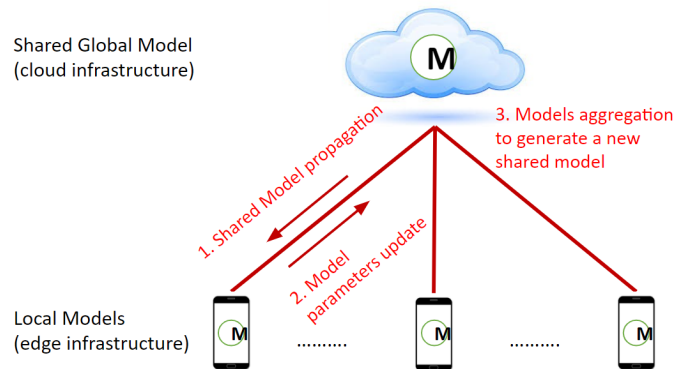 Shared Global Model
(cloud infrastructure)
M
3. Models aggregation
to generate a new
shared model
1. Shared Model propagation
2. Model
parameters update
Local Models
(edge infrastructure)
M
..........
M
..........
M